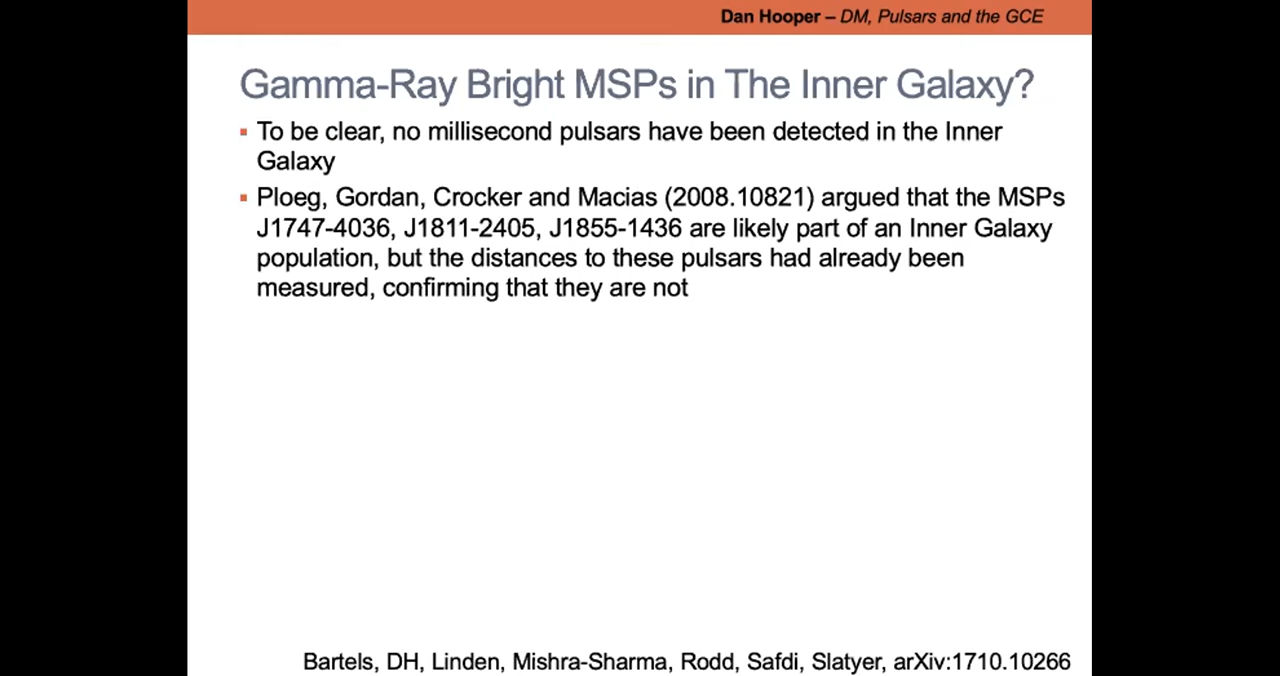 Dan Hooper – DM, Pulsars and the GCE
Gamma-Ray Bright MSPs in The Inner Galaxy?
▪ To be clear, no millisecond pulsars have been detected in the Inner
Galaxy
▪ Ploeg, Gordan, Crocker and Macias (2008.10821) argued that the MSPs
J1747-4036, J1811-2405, J1855-1436 are likely part of an Inner Galaxy
population, but the distances to these pulsars had already been
measured, confirming that they are not
Bartels, DH, Linden, Mishra-Sharma, Rodd, Safdi, Slatyer, arXiv:1710.10266